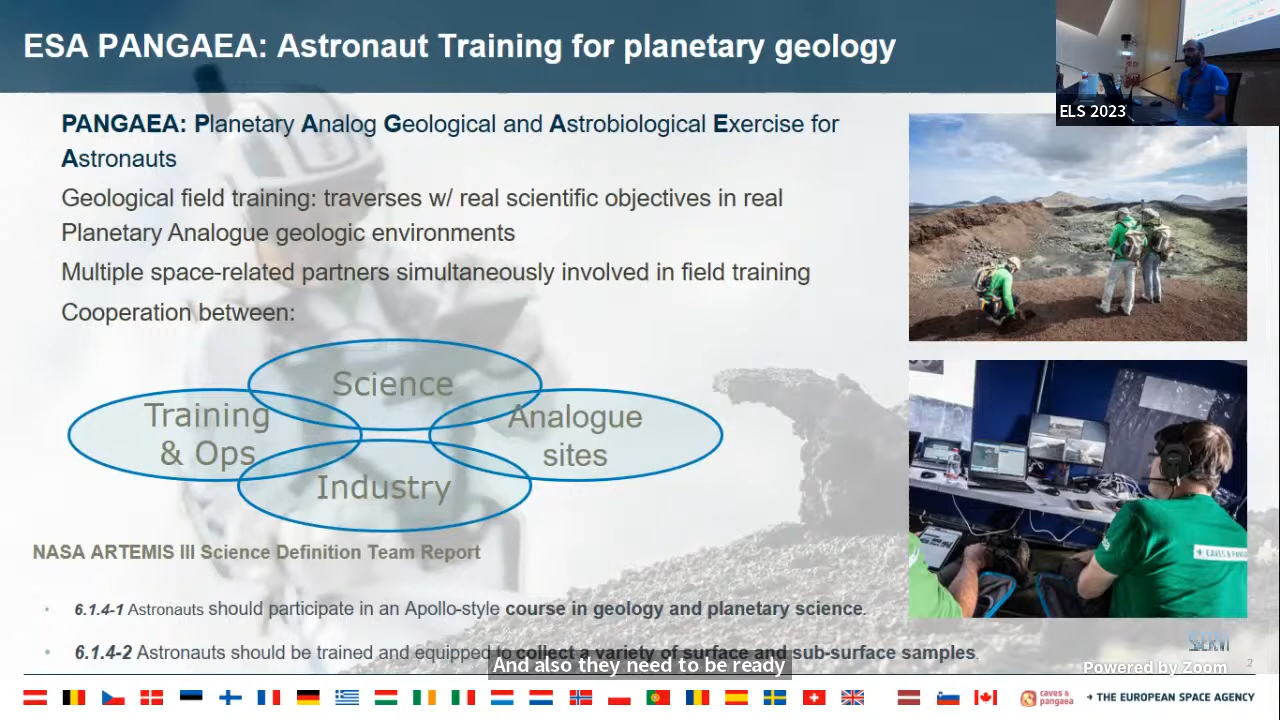 ESA PANGAEA: Astronaut Training for planetary geology
ELS 2023
PANGAEA: Planetary Analog Geological and Astrobiological Exercise for
Astronauts
Geological field training: traverses w/ real scientific objectives in real
Planetary Analogue geologic environments
Multiple space-related partners simultaneously involved in field training
Cooperation between:
Science
Training
& Ops
Analogue
sites
Industry
CAVES & PANGA
NASA ARTEMIS III Science Definition Team Report
• 6.1.4-1 Astronauts should participate in an Apollo-style course in geology and planetary science.
• 6.1.4-2 Astronauts should be trained and equipped to collect a variety of surface and sub-surface samples.
And also they need to be ready
Powered by Zoom
2
caves &
pangaea
→ THE EUROPEAN SPACE AGENCY